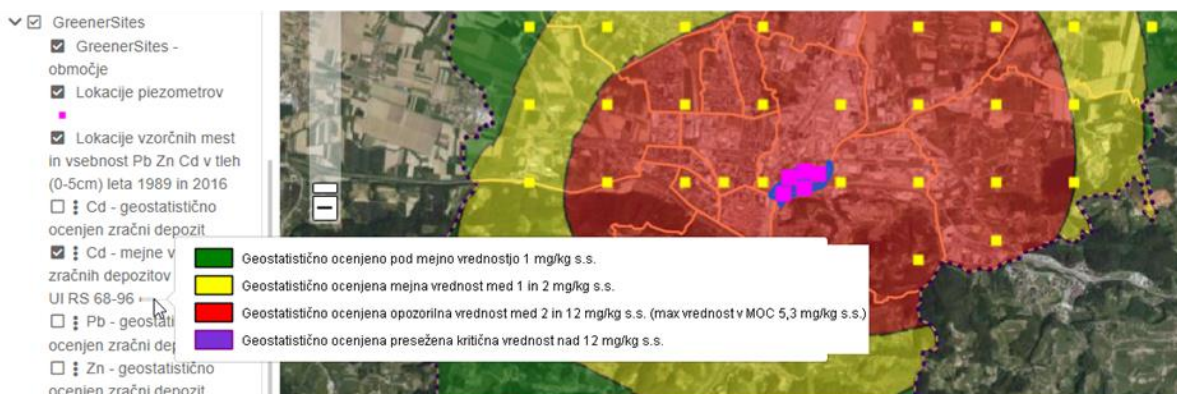 GreenerSites
GreenerSites -
območje
Lokacije piezometrov
Lokacije vzorčnih mest
in vsebnost Pb Zn Cd v tleh
(0-5cm) leta 1989 in 2016
Cd - geostatistično
ocenjen zračni depozit
Cd - mejne v
zračnih depozitov
UI RS 68-96
Pb - geostati
ocenjen zračni dep
Zn - geostatistično
ocenjen zračni depozit
Geostatistično ocenjeno pod mejno vrednostjo 1 mg/kg s.s.
Geostatistično ocenjena mejna vrednost med 1 in 2 mg/kg s.s.
Geostatistično ocenjena opozorilna vrednost med 2 in 12 mg/kg s.s. (max vrednost v MOC 5,3 mg/kg s.s.)
Geostatistično ocenjena presežena kritična vrednost nad 12 mg/kg s.s.